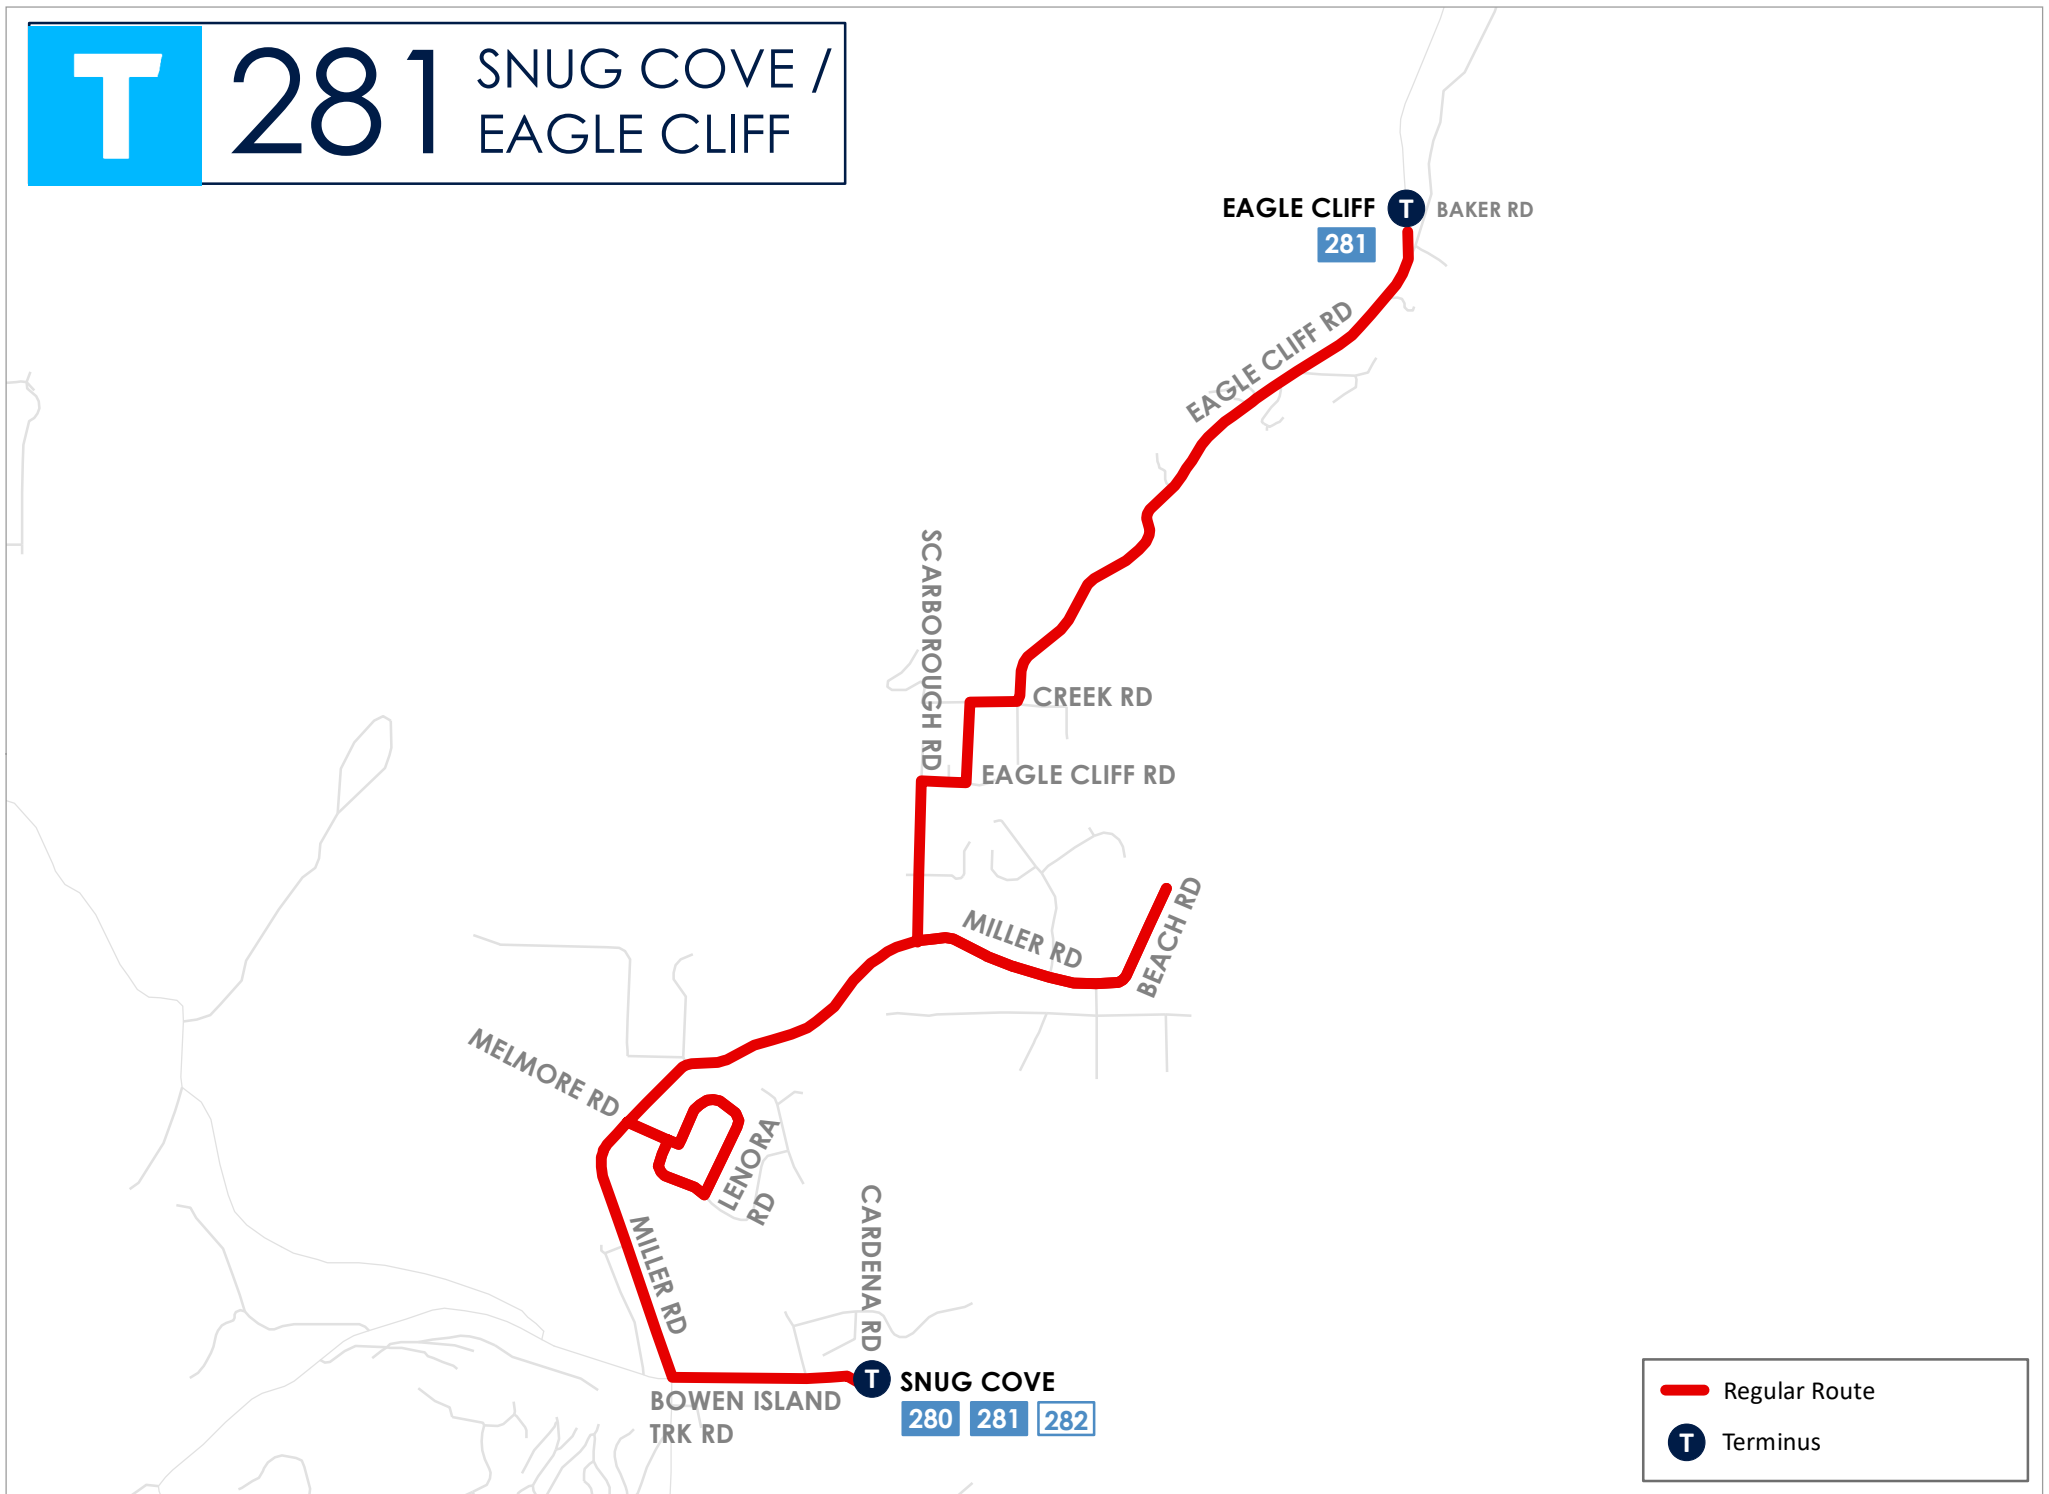 T 281 SNUG COVE /
EAGLE CLIFF
EAGLE CLIFF T BAKER RD
281
EAGLE CLIFF RD
SCARBOROUGH RD
CREEK RD
EAGLE CLIFF RD
MILLER RD
BEACH RD
MELMORE RD
LENORA
RD
MILLER RD
CARDENA RD
T SNUG COVE
BOWEN ISLAND
TRK RD
280 281 282
Regular Route
T Terminus